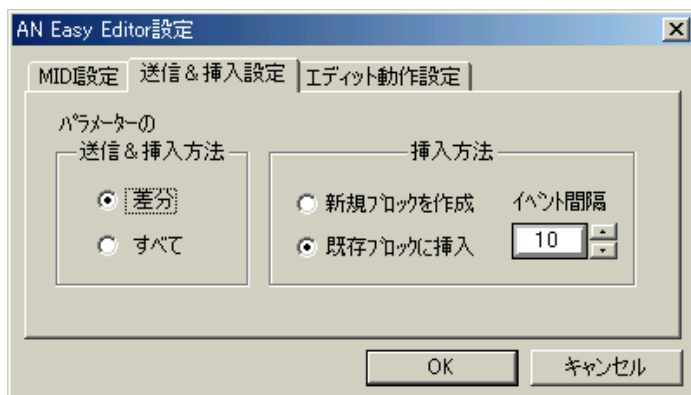 AN Easy Editor設定
MIDI設定 送信＆挿入設定 エディット動作設定
ﾊﾟﾗﾒｰﾀｰの
送信＆挿入方法 挿入方法
差分 新規ﾌﾞﾛｯｸを作成 ｲﾍﾞﾝﾄ間隔
すべて 既存ﾌﾞﾛｯｸに挿入 10
OK キャンセル